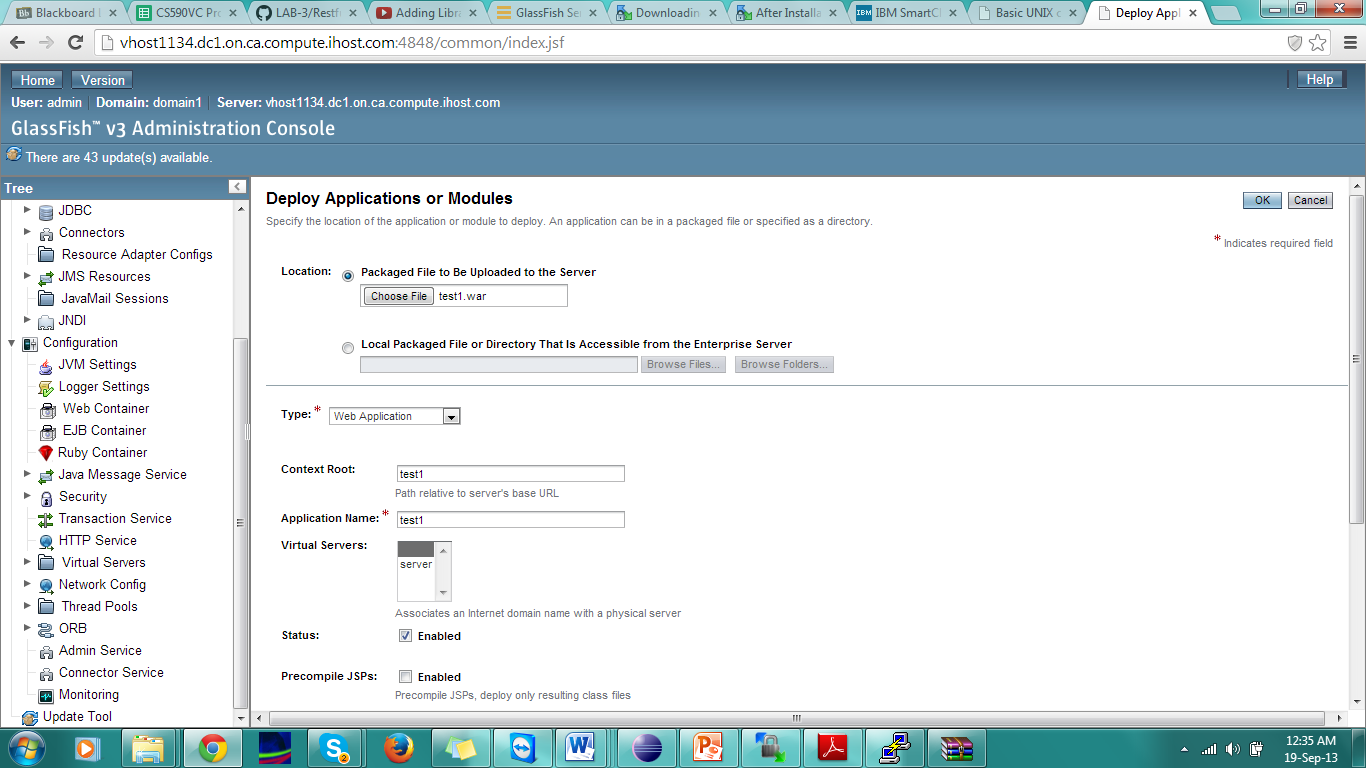 Blackboard L
CS590VC Pro
LAB-3/Restfu
Adding Libra
GlassFish Se
Downloadin
After Installa
IBM SmartCl
Basic UNIX c
Deploy Appl
vhost1134.dc1.on.ca.compute.ihost.com:4848/common/index.jsf
Home Version Help
User: admin Domain: domain1 Server: vhost1134.dc1.on.ca.compute.ihost.com
GlassFish™ v3 Administration Console
There are 43 update(s) available.
Tree
JDBC
Connectors
Resource Adapter Configs
JMS Resources
JavaMail Sessions
JNDI
Configuration
JVM Settings
Logger Settings
Web Container
EJB Container
Ruby Container
Java Message Service
Security
Transaction Service
HTTP Service
Virtual Servers
Network Config
Thread Pools
ORB
Admin Service
Connector Service
Monitoring
Update Tool
Deploy Applications or Modules
OK Cancel
Specify the location of the application or module to deploy. An application can be in a packaged file or specified as a directory.
* Indicates required field
Location: Packaged File to Be Uploaded to the Server
Choose File test1.war
Local Packaged File or Directory That Is Accessible from the Enterprise Server
Browse Files... Browse Folders...
Type: * Web Application
Context Root: test1
Path relative to server's base URL
Application Name: * test1
Virtual Servers:
server
Associates an Internet domain name with a physical server
Status: Enabled
Precompile JSPs: Enabled
Precompile JSPs, deploy only resulting class files
12:35 AM
19-Sep-13